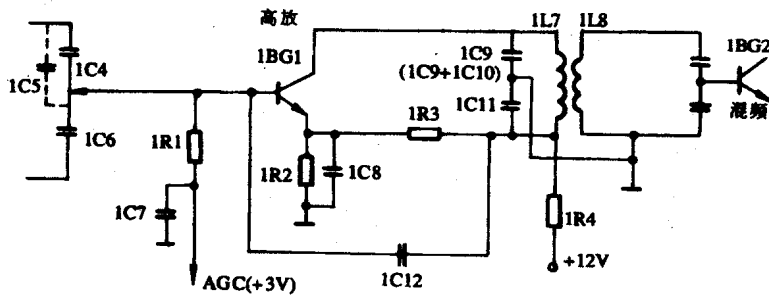 高放
1L7
1L8
1BG1
1C9
(1C9+1C10)
1BG2
1C4
1C5
1C11
混频
1C6
1R1
1R3
1R2
1C8
1C7
1R4
1C12
+12V
AGC(+3V)